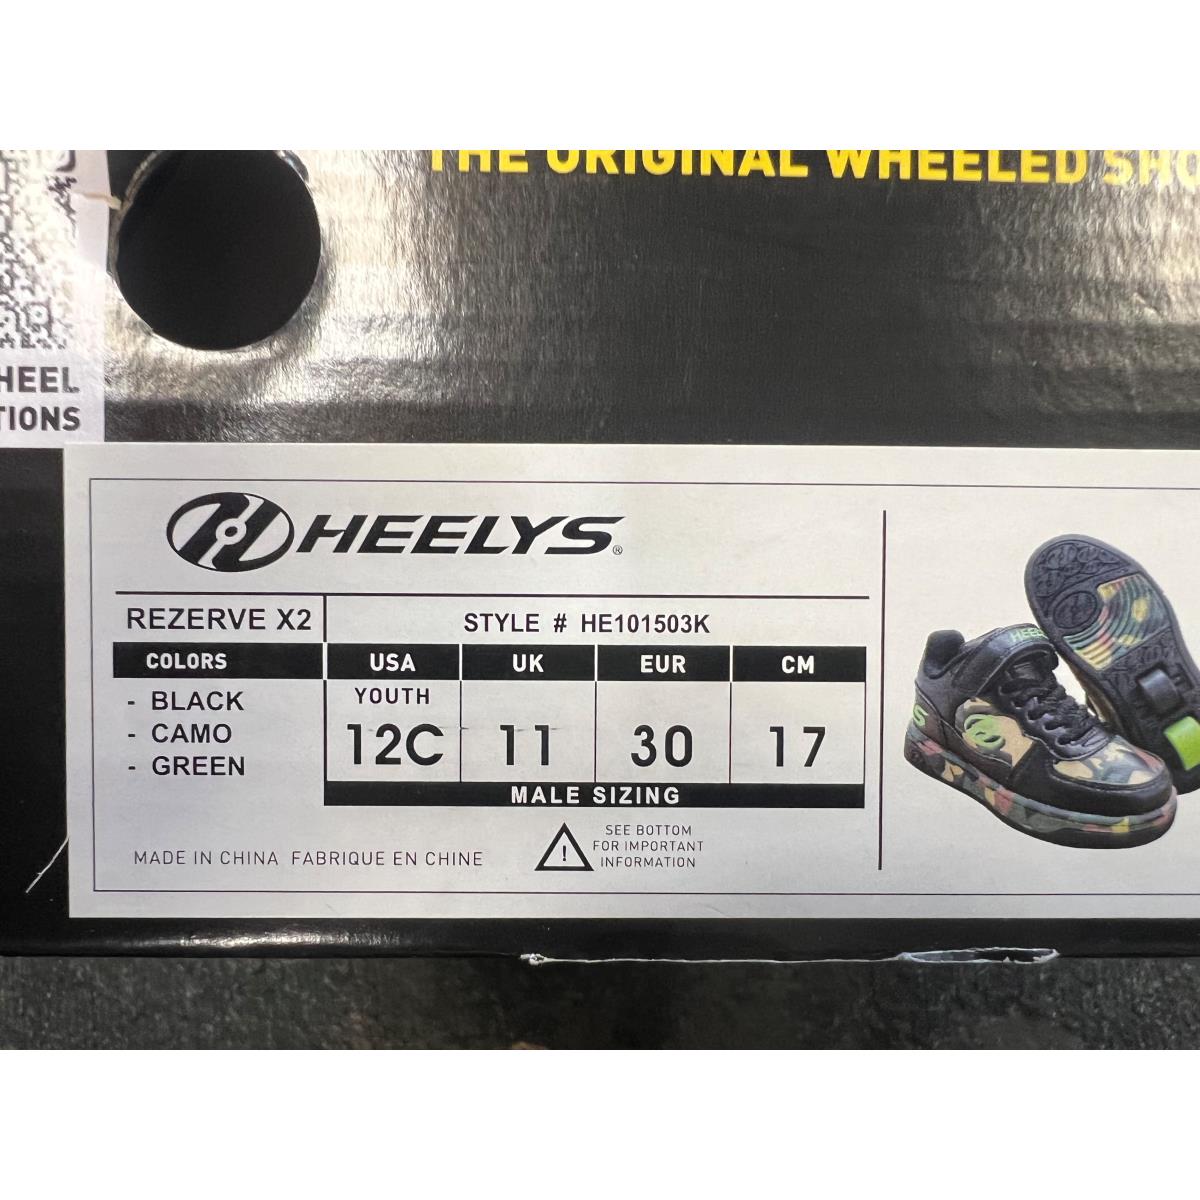 THE ORIGINAL WHEELED SHO
HEEL
TIONS
HEELYS®
REZERVE X2
STYLE # HE101503K
COLORS
USA UK EUR CM
- BLACK
- CAMO
- GREEN
YOUTH
12C 11 30 17
MALE SIZING
MADE IN CHINA FABRIQUE EN CHINE
SEE BOTTOM
FOR IMPORTANT
INFORMATION